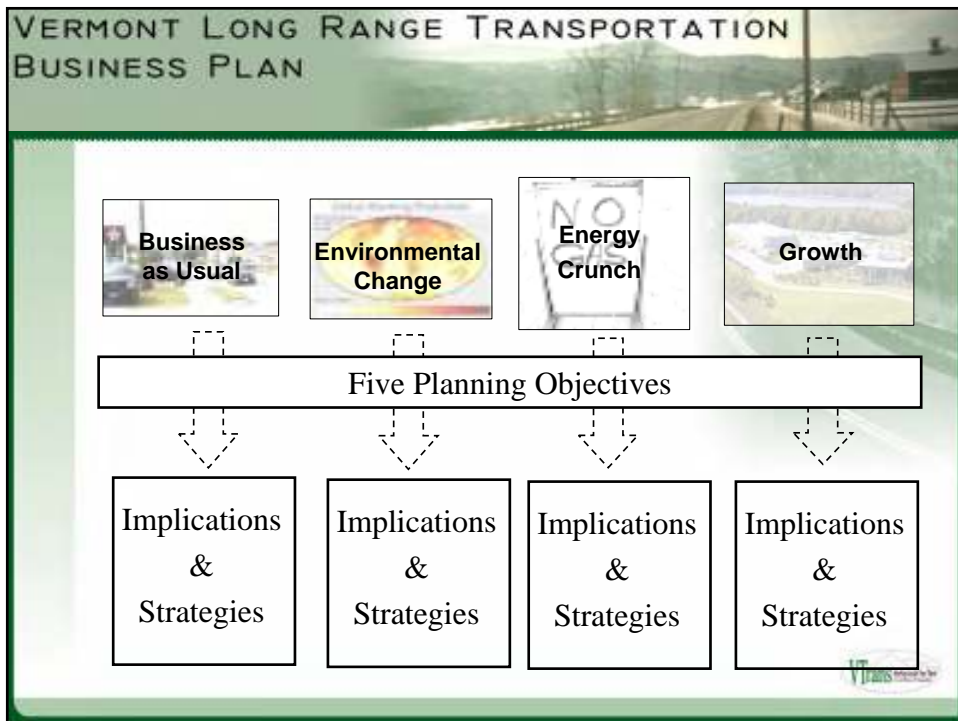 VERMONT LONG RANGE TRANSPORTATION
BUSINESS PLAN
Business
as Usual
Environmental
Change
NO
GAS
Energy
Crunch
Growth
Five Planning Objectives
Implications
&
Strategies
Implications
&
Strategies
Implications
&
Strategies
Implications
&
Strategies
VTrans